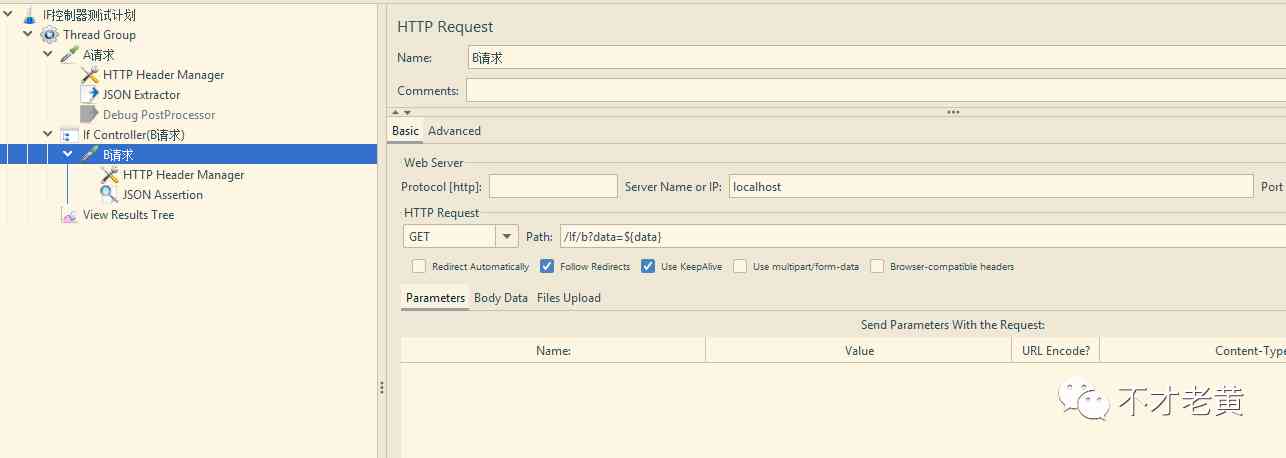 IF控制器测试计划
Thread Group
A请求
HTTP Header Manager
JSON Extractor
Debug PostProcessor
If Controller(B请求)
B请求
HTTP Header Manager
JSON Assertion
View Results Tree
HTTP Request
Name: B请求
Comments:
Basic Advanced
Web Server
Protocol [http]: Server Name or IP: localhost Port
HTTP Request
GET Path: /If/b?data=${data}
Redirect Automatically Follow Redirects Use KeepAlive Use multipart/form-data Browser-compatible headers
Parameters Body Data Files Upload
Send Parameters With the Request:
Name: Value URL Encode? Content-Type
不才老黄